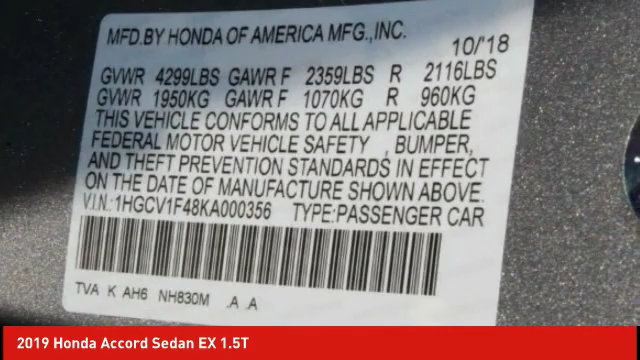 MFD.BY HONDA OF AMERICA MFG.,INC.
10/'18
GVWR 4299LBS GAWR F 2359LBS R 2116LBS
GVWR 1950KG GAWR F 1070KG R 960KG
THIS VEHICLE CONFORMS TO ALL APPLICABLE
FEDERAL MOTOR VEHICLE SAFETY , BUMPER,
AND THEFT PREVENTION STANDARDS IN EFFECT
ON THE DATE OF MANUFACTURE SHOWN ABOVE.
V.I.N.:1HGCV1F48KA000356 TYPE:PASSENGER CAR
TVA K AH6 NH830M .A .A
2019 Honda Accord Sedan EX 1.5T